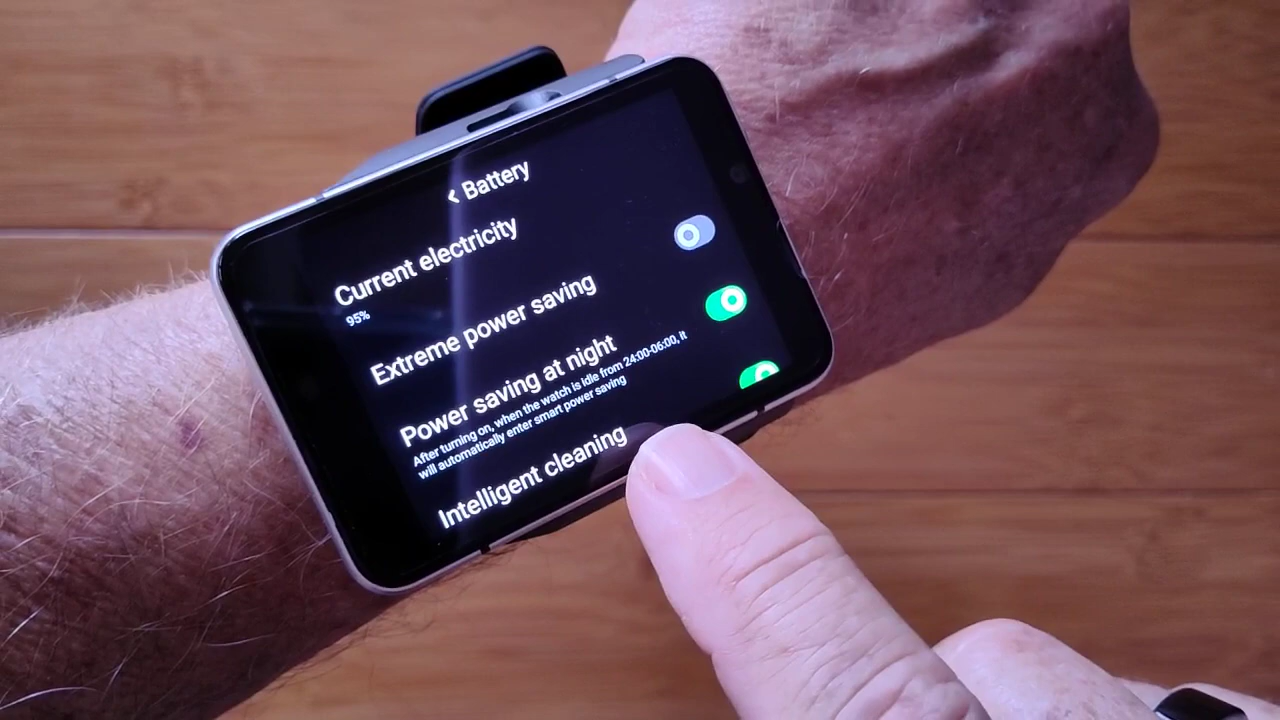 ‹ Battery
Current electricity
95%
Extreme power saving
Power saving at night
After turning on, when the watch is idle from 24:00-06:00, it
will automatically enter smart power saving
Intelligent cleaning